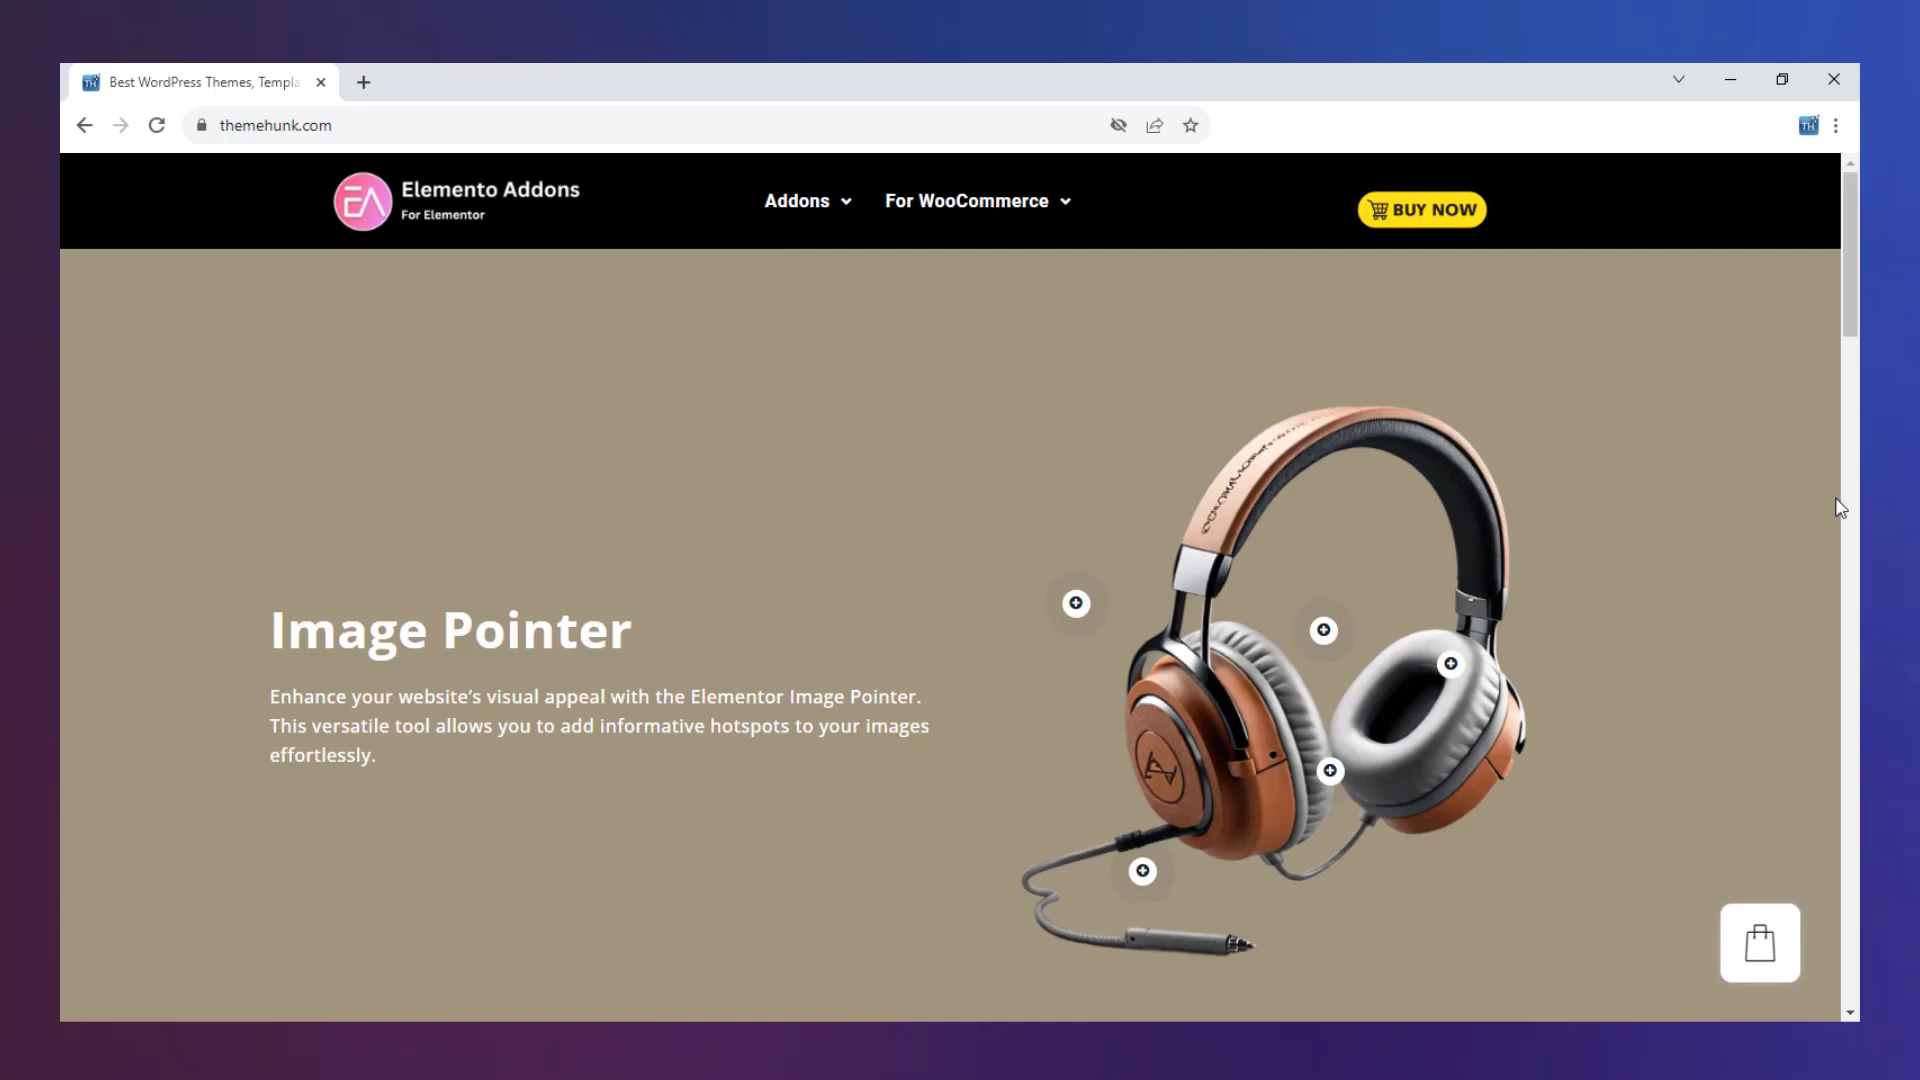 Best WordPress Themes, Templa
themehunk.com
Elemento Addons
For Elementor
Addons
For WooCommerce
BUY NOW
Image Pointer
Enhance your website's visual appeal with the Elementor Image Pointer.
This versatile tool allows you to add informative hotspots to your images
effortlessly.